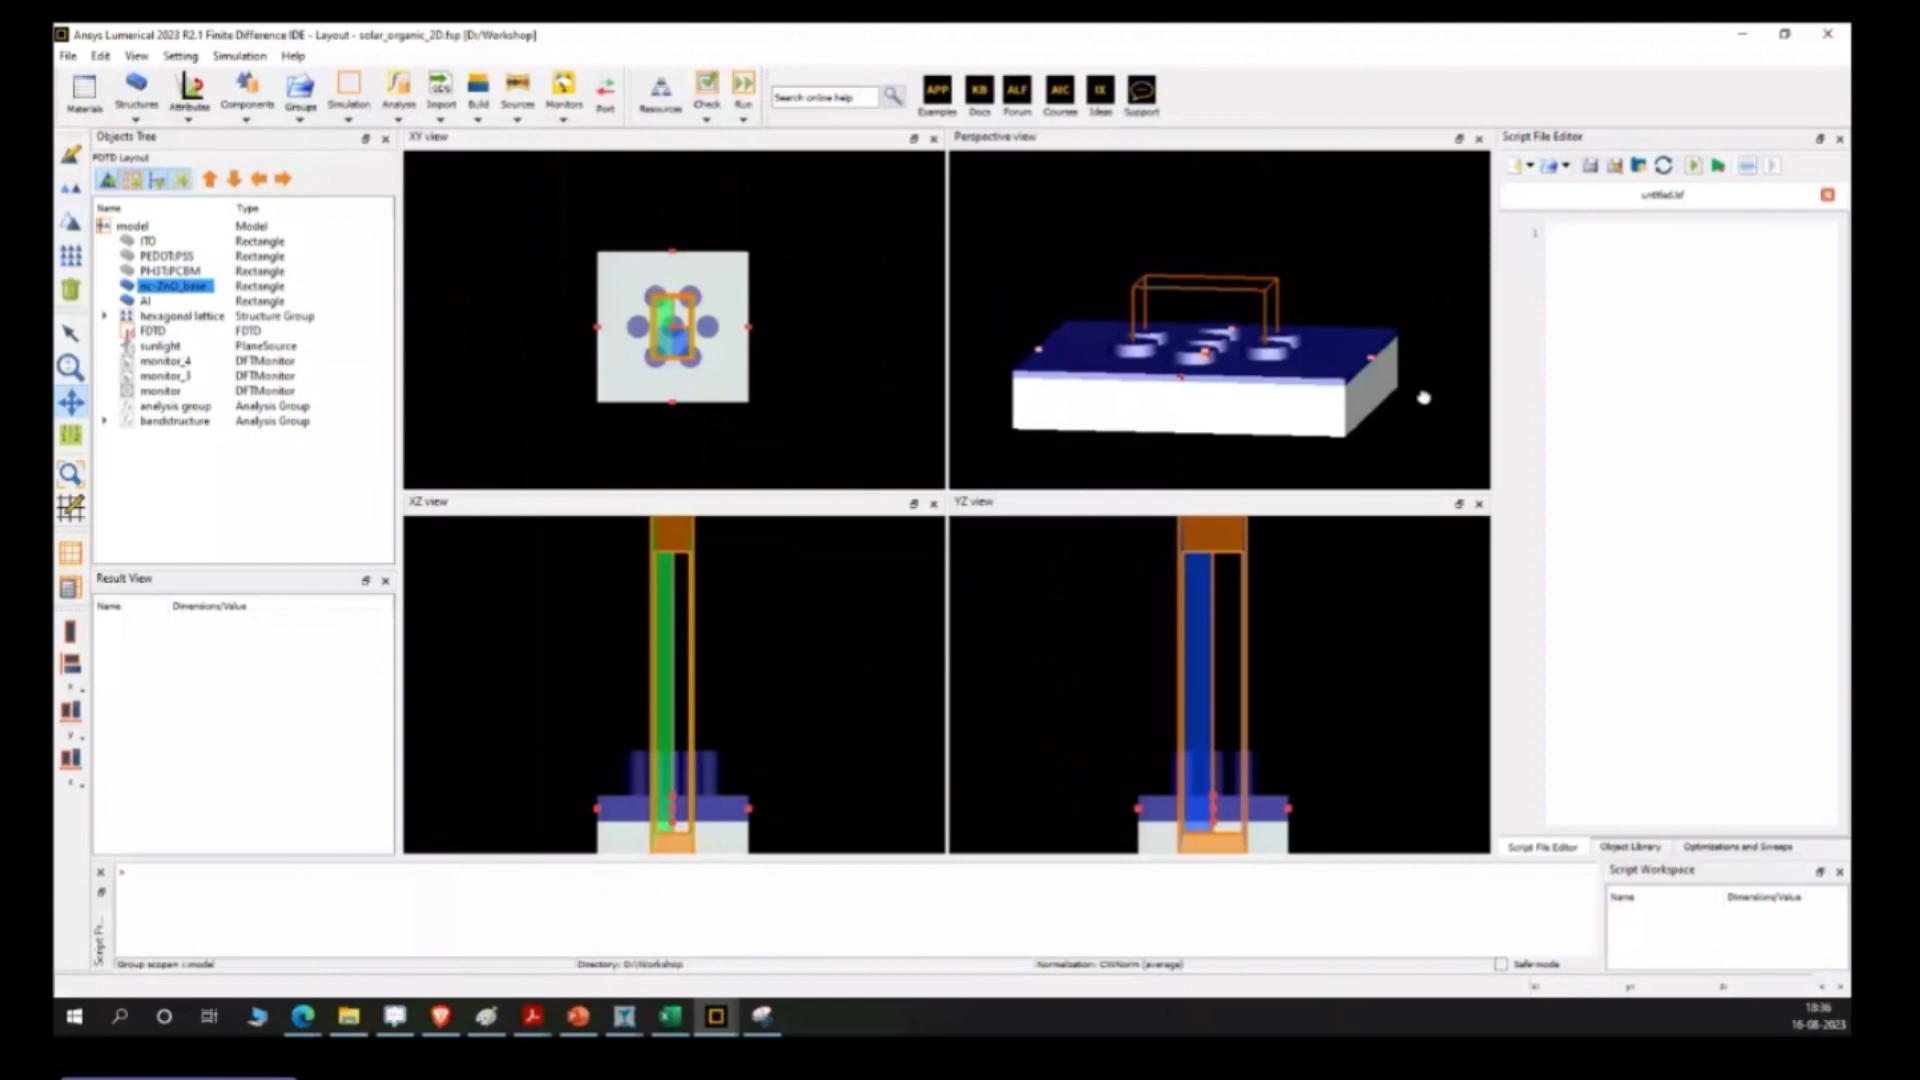 Ansys Lumerical 2023 R2.1 Finite Difference IDE - Layout - solar_organic_2D.fsp [D:/Workshop]
File Edit View Setting Simulation Help
Materials Structures Attributes Components Groups Simulation Analysis Import Build Sources Monitors Port Resources Check Run Search online help APP Examples KB Docs ALF Forum AIC Courses IX Ideas Support
Objects Tree
FDTD Layout
Name Type
model Model
ITO Rectangle
PEDOT:PSS Rectangle
PH3T:PCBM Rectangle
nc-ZnO_base Rectangle
Al Rectangle
hexagonal lattice Structure Group
FDTD FDTD
sunlight PlaneSource
monitor_4 DFTMonitor
monitor_3 DFTMonitor
monitor DFTMonitor
analysis group Analysis Group
bandstructure Analysis Group
XY view
Perspective view
XZ view
YZ view
Script File Editor
untitled.lsf
1
Result View
Name Dimensions/Value
Script File Editor Object Library Optimizations and Sweeps
Script Workspace
Name Dimensions/Value
>
Script Pr...
Group scope= ::model Directory: D:\Workshop Normalization: CWNorm (average) Safe-mode
x: y: z:
18:36
16-08-2023